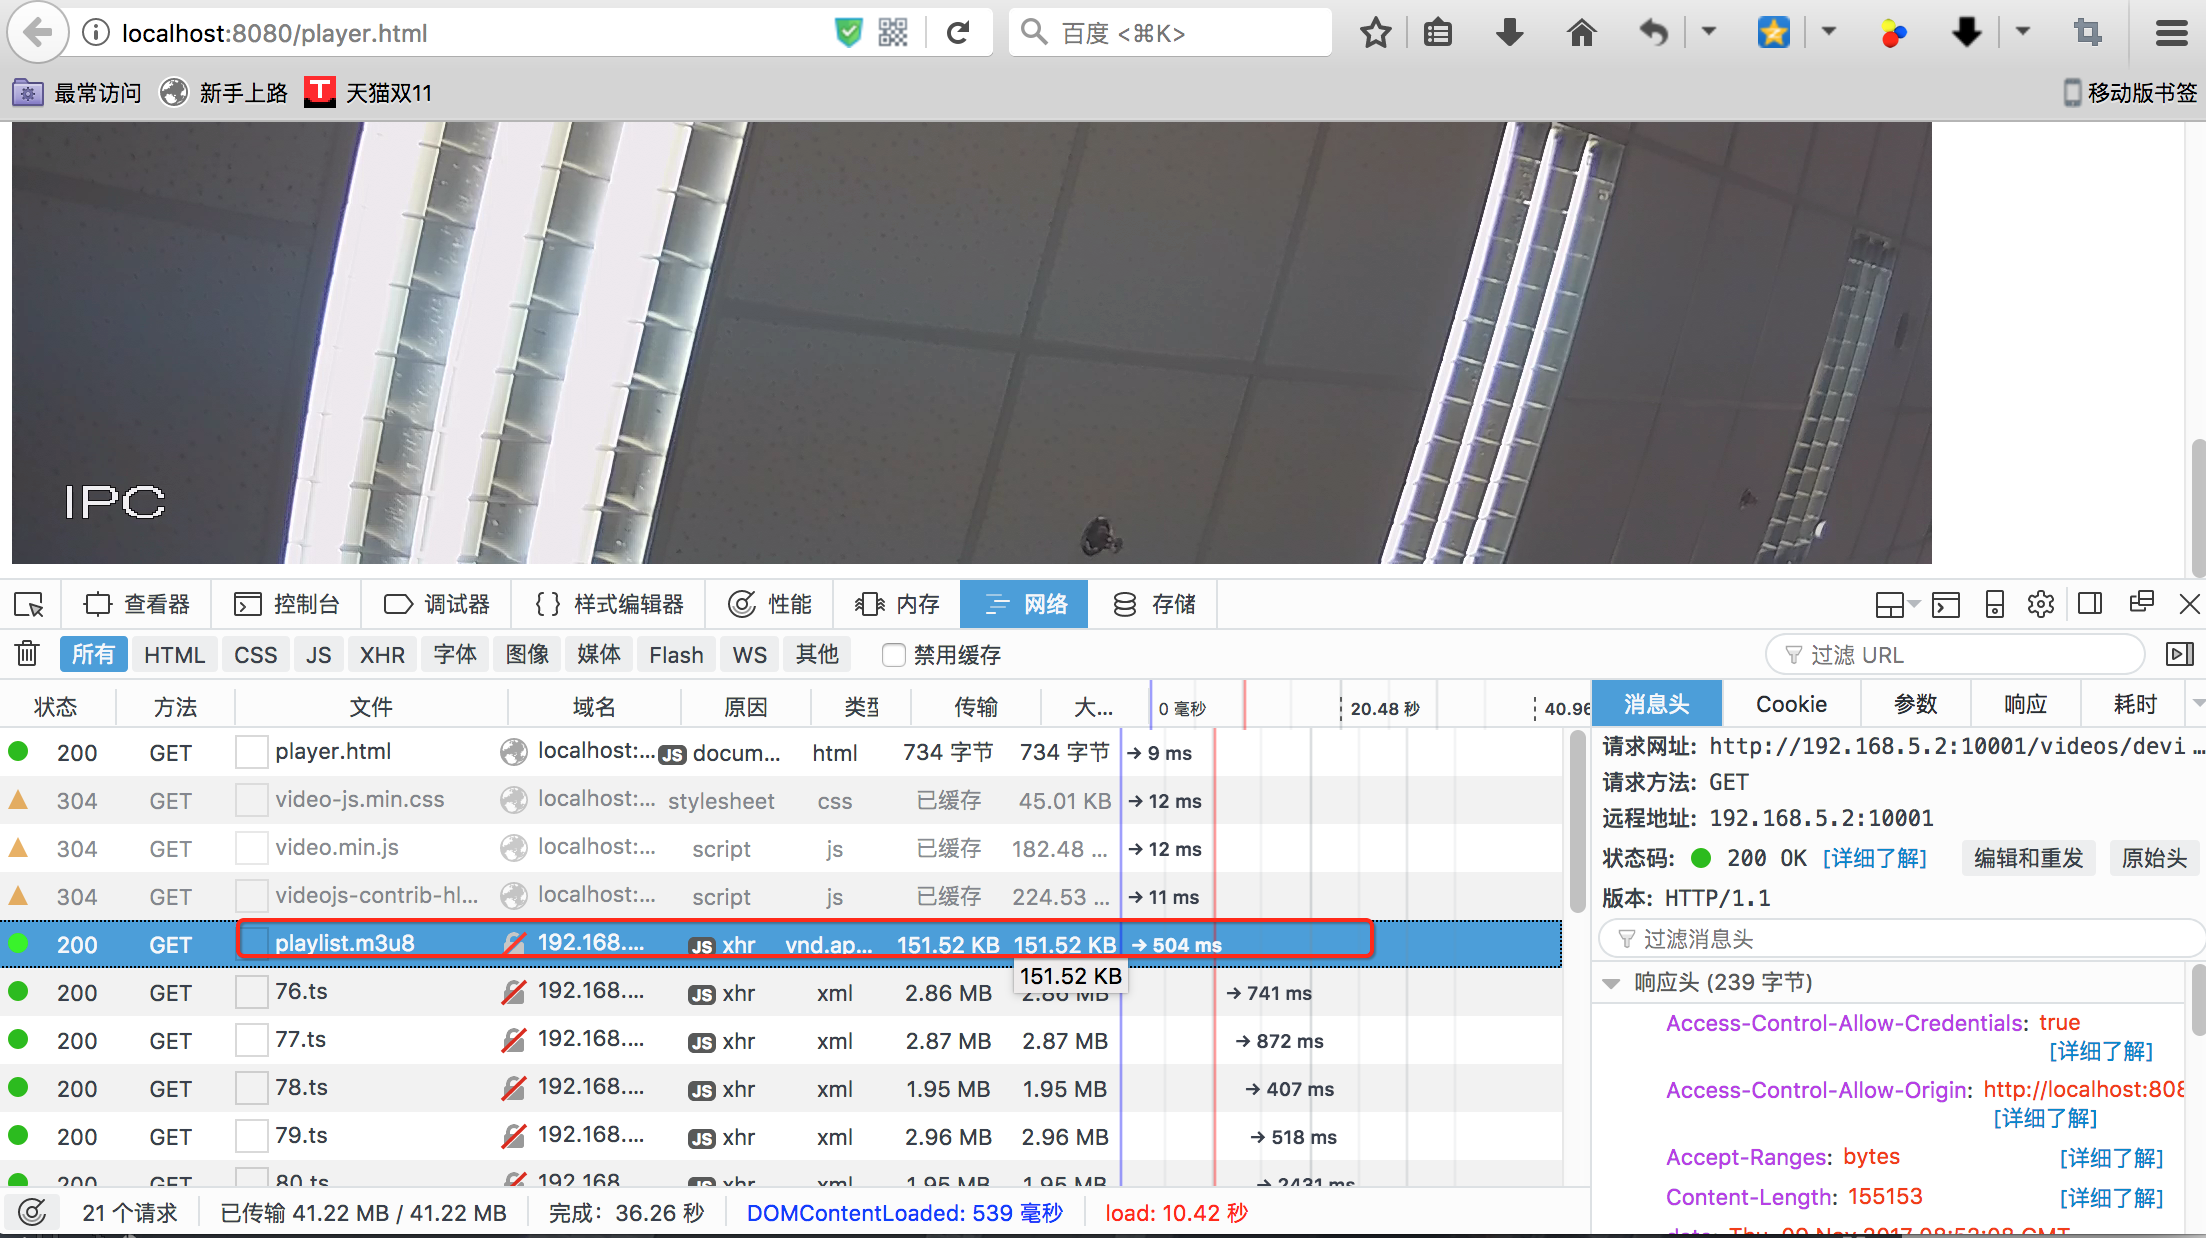 localhost:8080/player.html
百度 <⌘K>
最常访问 新手上路 天猫双11 移动版书签
IPC
查看器 控制台 调试器 {} 样式编辑器 性能 内存 网络 存储
所有 HTML CSS JS XHR 字体 图像 媒体 Flash WS 其他 禁用缓存 过滤 URL
状态 方法 文件 域名 原因 类型 传输 大... 0 毫秒 20.48 秒 40.96
200 GET player.html localhost:... JS docum... html 734 字节 734 字节 → 9 ms
304 GET video-js.min.css localhost:... stylesheet css 已缓存 45.01 KB → 12 ms
304 GET video.min.js localhost:... script js 已缓存 182.48 ... → 12 ms
304 GET videojs-contrib-hl... localhost:... script js 已缓存 224.53 ... → 11 ms
200 GET playlist.m3u8 192.168.... JS xhr vnd.ap... 151.52 KB 151.52 KB → 504 ms
151.52 KB
200 GET 76.ts 192.168.... JS xhr xml 2.86 MB 2.86 MB → 741 ms
200 GET 77.ts 192.168.... JS xhr xml 2.87 MB 2.87 MB → 872 ms
200 GET 78.ts 192.168.... JS xhr xml 1.95 MB 1.95 MB → 407 ms
200 GET 79.ts 192.168.... JS xhr xml 2.96 MB 2.96 MB → 518 ms
200 GET 80.ts 192.168 JS xhr xml 1.95 MB 1.95 MB → 2431 ms
21 个请求 已传输 41.22 MB / 41.22 MB 完成: 36.26 秒 DOMContentLoaded: 539 毫秒 load: 10.42 秒
消息头 Cookie 参数 响应 耗时
请求网址: http://192.168.5.2:10001/videos/devi...
请求方法: GET
远程地址: 192.168.5.2:10001
状态码: 200 OK [详细了解] 编辑和重发 原始头
版本: HTTP/1.1
过滤消息头
响应头 (239 字节)
Access-Control-Allow-Credentials: true
[详细了解]
Access-Control-Allow-Origin: http://localhost:808
[详细了解]
Accept-Ranges: bytes [详细了解]
Content-Length: 155153 [详细了解]
date: Thu, 09 Nov 2017 08:52:08 GMT